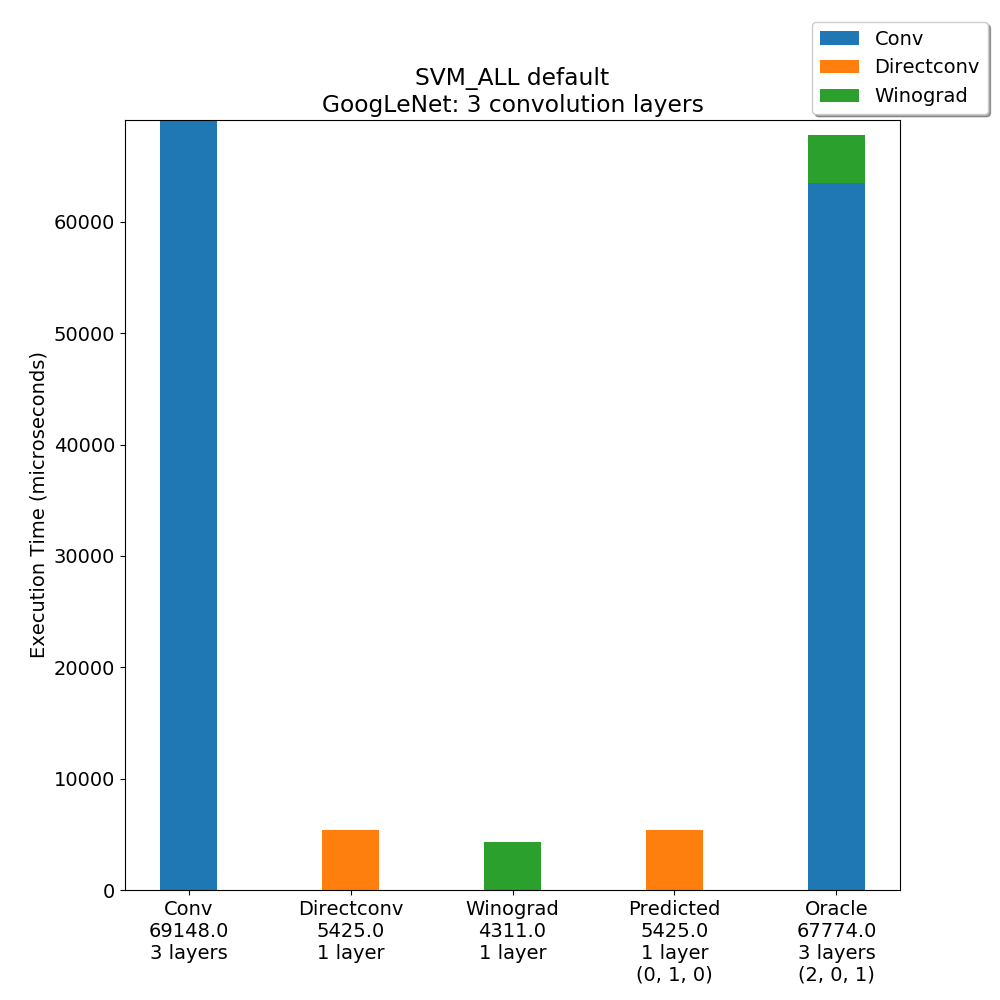 Conv
Directconv
Winograd
SVM_ALL default
GoogLeNet: 3 convolution layers
Execution Time (microseconds)
60000
50000
40000
30000
20000
10000
0
Conv
69148.0
3 layers
Directconv
5425.0
1 layer
Winograd
4311.0
1 layer
Predicted
5425.0
1 layer
(0, 1, 0)
Oracle
67774.0
3 layers
(2, 0, 1)